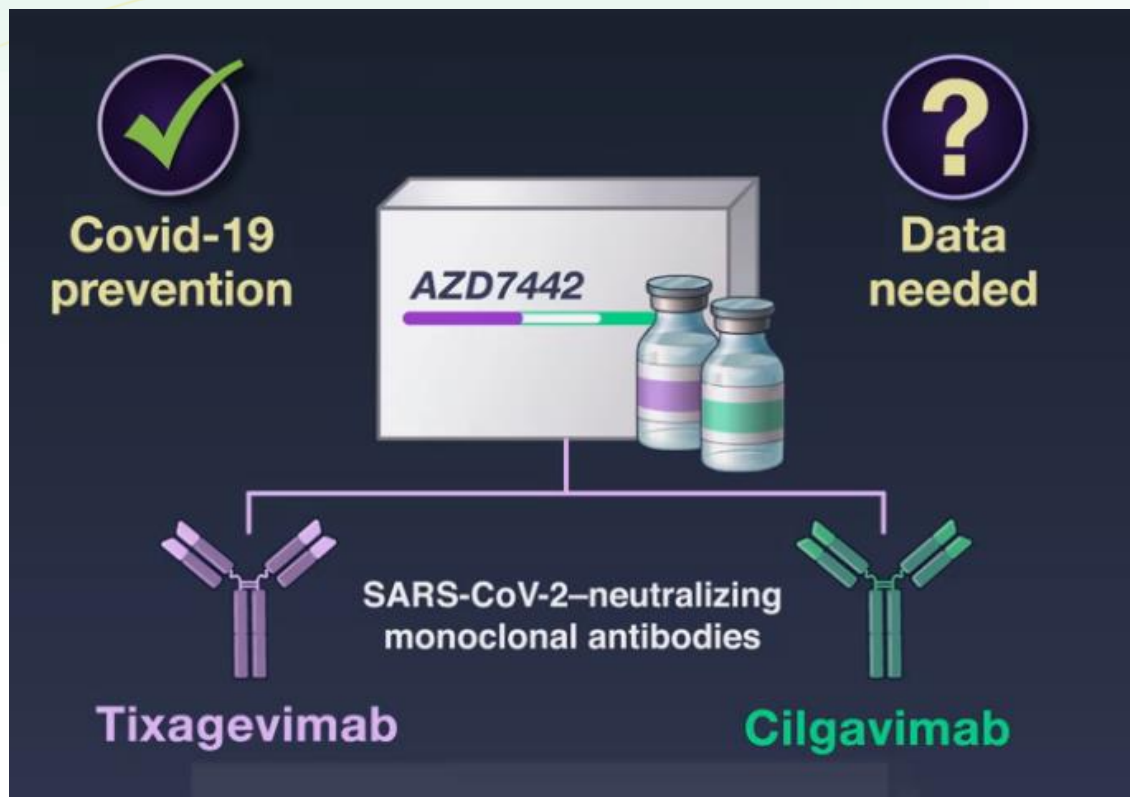 Covid-19
prevention
?
Data
needed
AZD7442
SARS-CoV-2–neutralizing
monoclonal antibodies
Tixagevimab
Cilgavimab